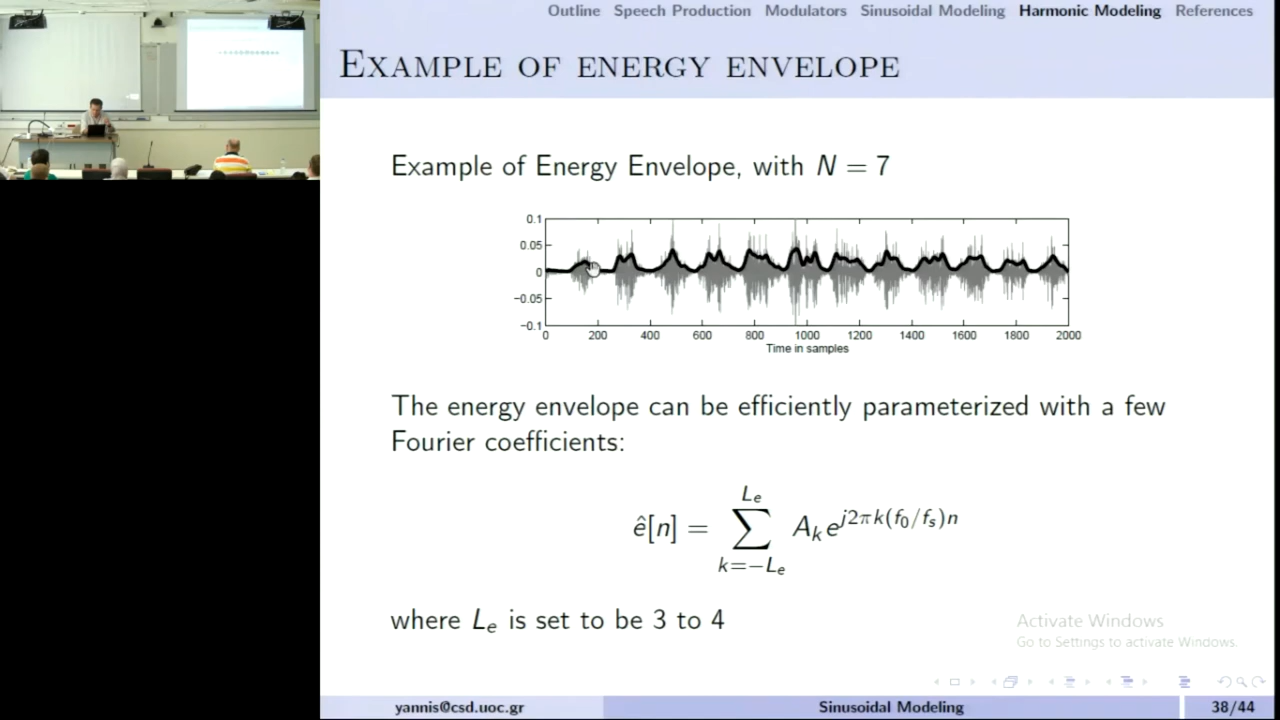 Outline Speech Production Modulators Sinusoidal Modeling Harmonic Modeling References
EXAMPLE OF ENERGY ENVELOPE
Example of Energy Envelope, with N = 7
0.1
0.05
0
−0.05
−0.1
0 200 400 600 800 1000 1200 1400 1600 1800 2000
Time in samples
The energy envelope can be efficiently parameterized with a few
Fourier coefficients:
ê[n] = ∑_{k=−L_e}^{L_e} A_k e^{j2πk(f_0/f_s)n}
where L_e is set to be 3 to 4
Activate Windows
Go to Settings to activate Windows.
yannis@csd.uoc.gr Sinusoidal Modeling 38/44